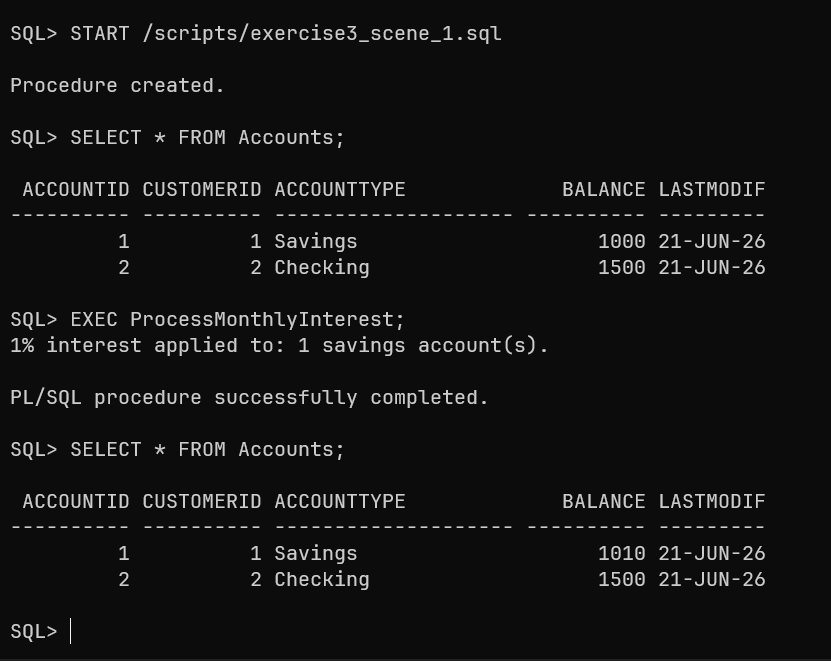 SQL> START /scripts/exercise3_scene_1.sql
Procedure created.
SQL> SELECT * FROM Accounts;
 ACCOUNTID CUSTOMERID ACCOUNTTYPE             BALANCE LASTMODIF
---------- ---------- -------------------- ---------- ---------
         1          1 Savings                    1000 21-JUN-26
         2          2 Checking                   1500 21-JUN-26
SQL> EXEC ProcessMonthlyInterest;
1% interest applied to: 1 savings account(s).
PL/SQL procedure successfully completed.
SQL> SELECT * FROM Accounts;
 ACCOUNTID CUSTOMERID ACCOUNTTYPE             BALANCE LASTMODIF
---------- ---------- -------------------- ---------- ---------
         1          1 Savings                    1010 21-JUN-26
         2          2 Checking                   1500 21-JUN-26
SQL>